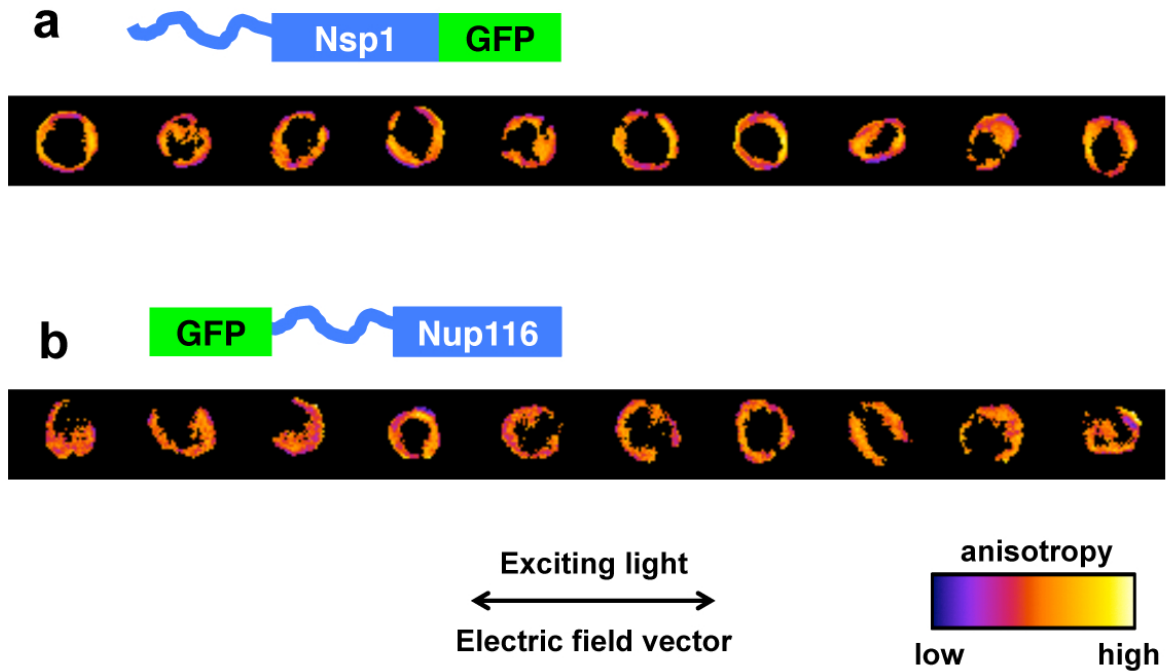 a
Nsp1 GFP
b
GFP Nup116
Exciting light
Electric field vector
anisotropy
low high